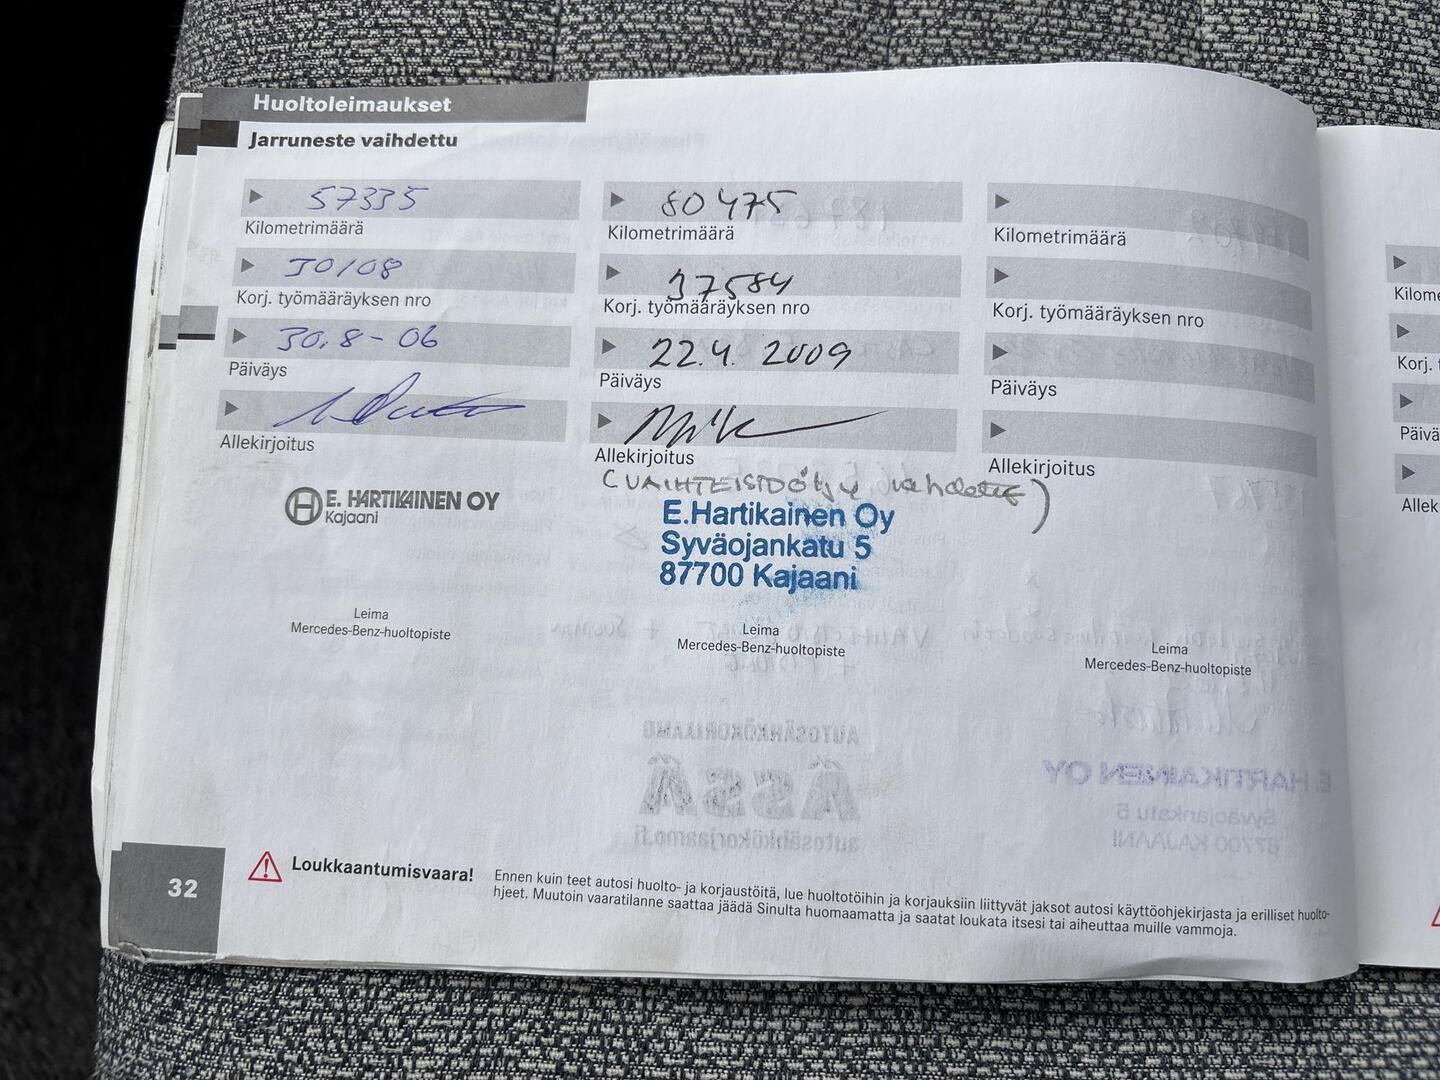 Huoltoleimaukset
Jarruneste vaihdettu
57335
Kilometrimäärä
30108
Korj. työmääräyksen nro
30.8-06
Päiväys
Allekirjoitus
E. HARTIKAINEN OY
Kajaani
Leima
Mercedes-Benz-huoltopiste
80475
Kilometrimäärä
37584
Korj. työmääräyksen nro
22.4. 2009
Päiväys
Allekirjoitus
(VAIHTEISTOÖljy vaihdettu)
E.Hartikainen Oy
Syväojankatu 5
87700 Kajaani
Leima
Mercedes-Benz-huoltopiste
Kilometrimäärä
Korj. työmääräyksen nro
Päiväys
Allekirjoitus
Leima
Mercedes-Benz-huoltopiste
32
Loukkaantumisvaara!
Ennen kuin teet autosi huolto- ja korjaustöitä, lue huoltotöihin ja korjauksiin liittyvät jaksot autosi käyttöohjekirjasta ja erilliset huolto-
hjeet. Muutoin vaaratilanne saattaa jäädä Sinulta huomaamatta ja saatat loukata itsesi tai aiheuttaa muille vammoja.
Kilome
Korj. t
Päivä
Allek